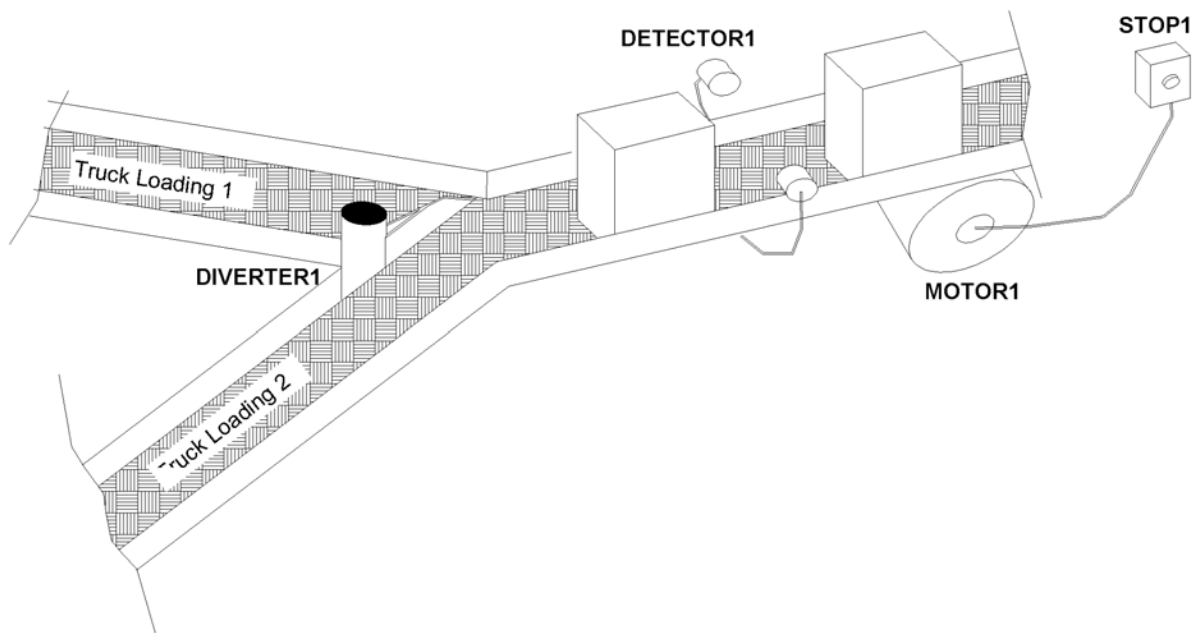 DETECTOR1
STOP1
Truck Loading 1
DIVERTER1
MOTOR1
Truck Loading 2